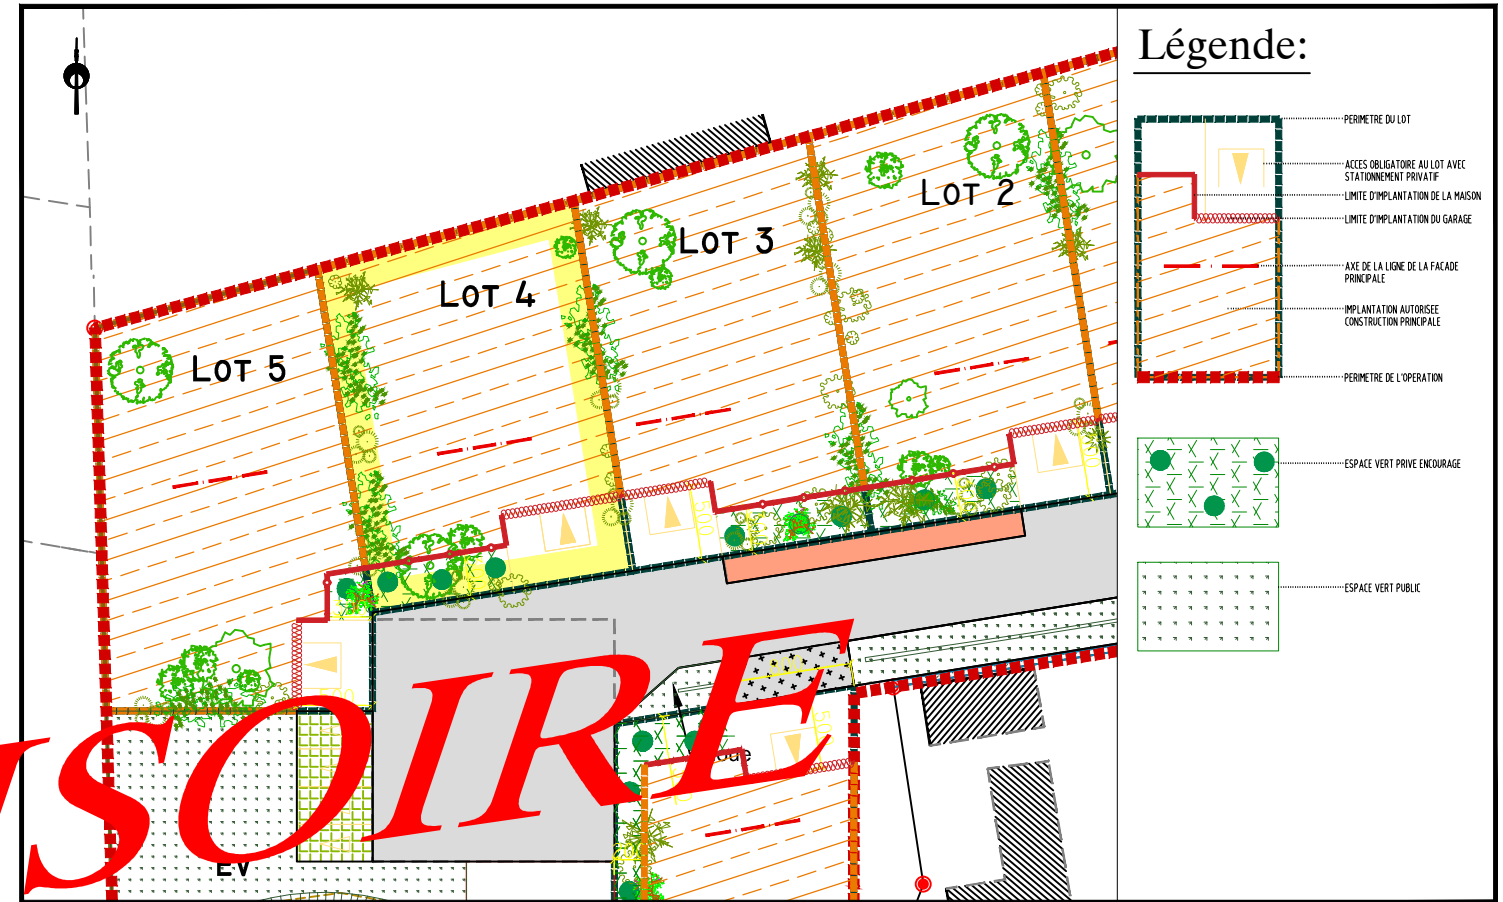 Légende:
PERIMETRE DU LOT
ACCES OBLIGATOIRE AU LOT AVEC
STATIONNEMENT PRIVATIF
LIMITE D'IMPLANTATION DE LA MAISON
LIMITE D'IMPLANTATION DU GARAGE
AXE DE LA LIGNE DE LA FACADE
PRINCIPALE
IMPLANTATION AUTORISEE
CONSTRUCTION PRINCIPALE
PERIMETRE DE L'OPERATION
ESPACE VERT PRIVE ENCOURAGE
ESPACE VERT PUBLIC
LOT 2
LOT 3
LOT 4
LOT 5
ISOIRE
EV